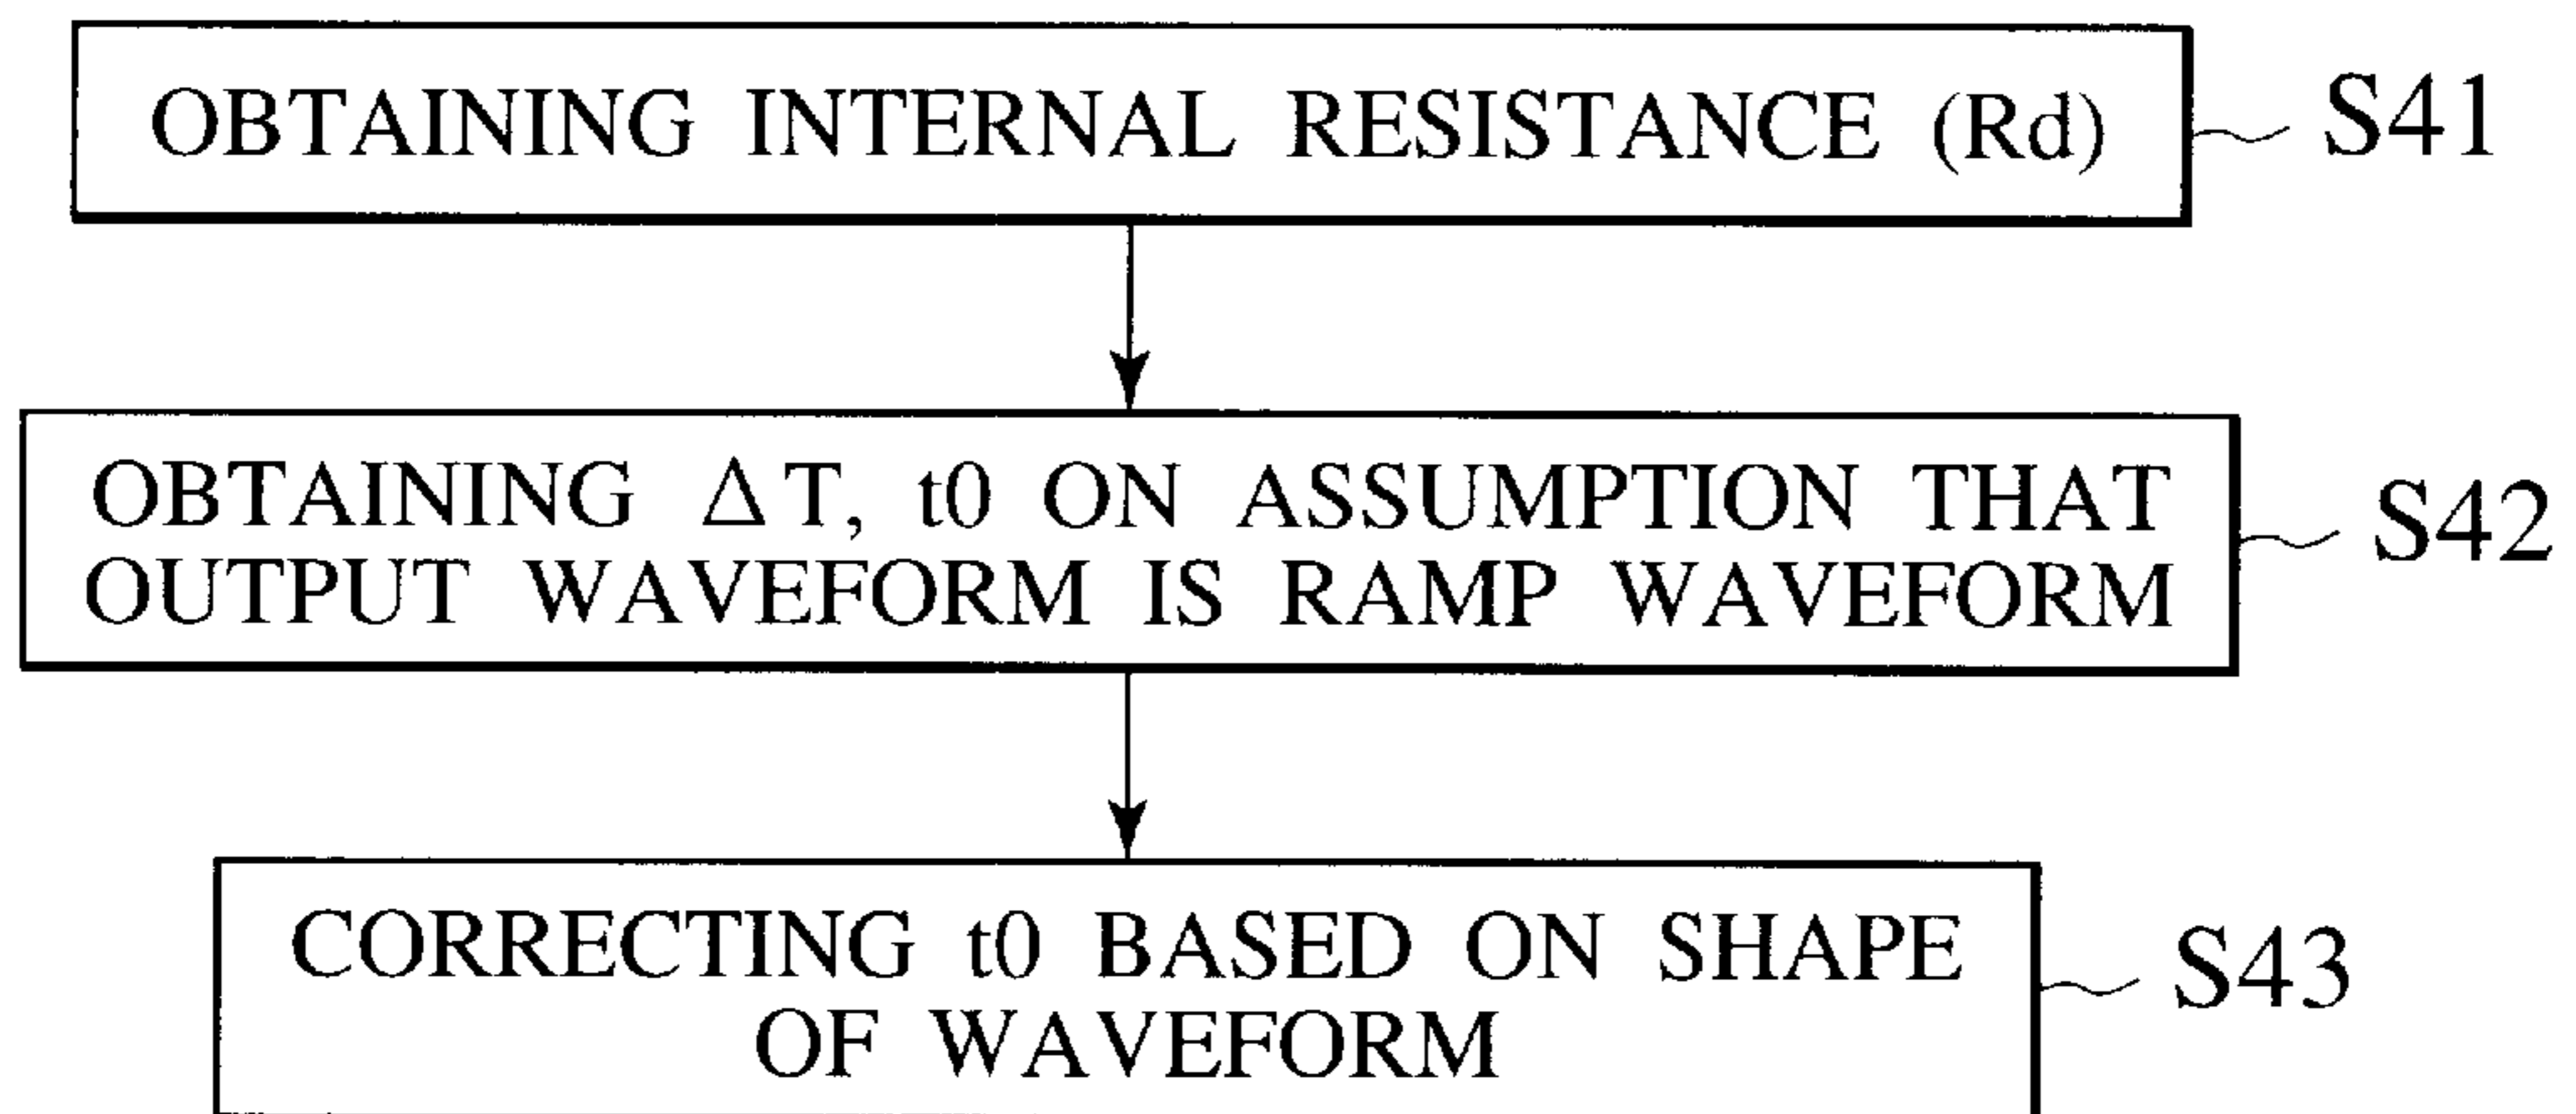 OBTAINING INTERNAL RESISTANCE (Rd)
S41
OBTAINING ΔT, t0 ON ASSUMPTION THAT
OUTPUT WAVEFORM IS RAMP WAVEFORM
S42
CORRECTING t0 BASED ON SHAPE
OF WAVEFORM
S43